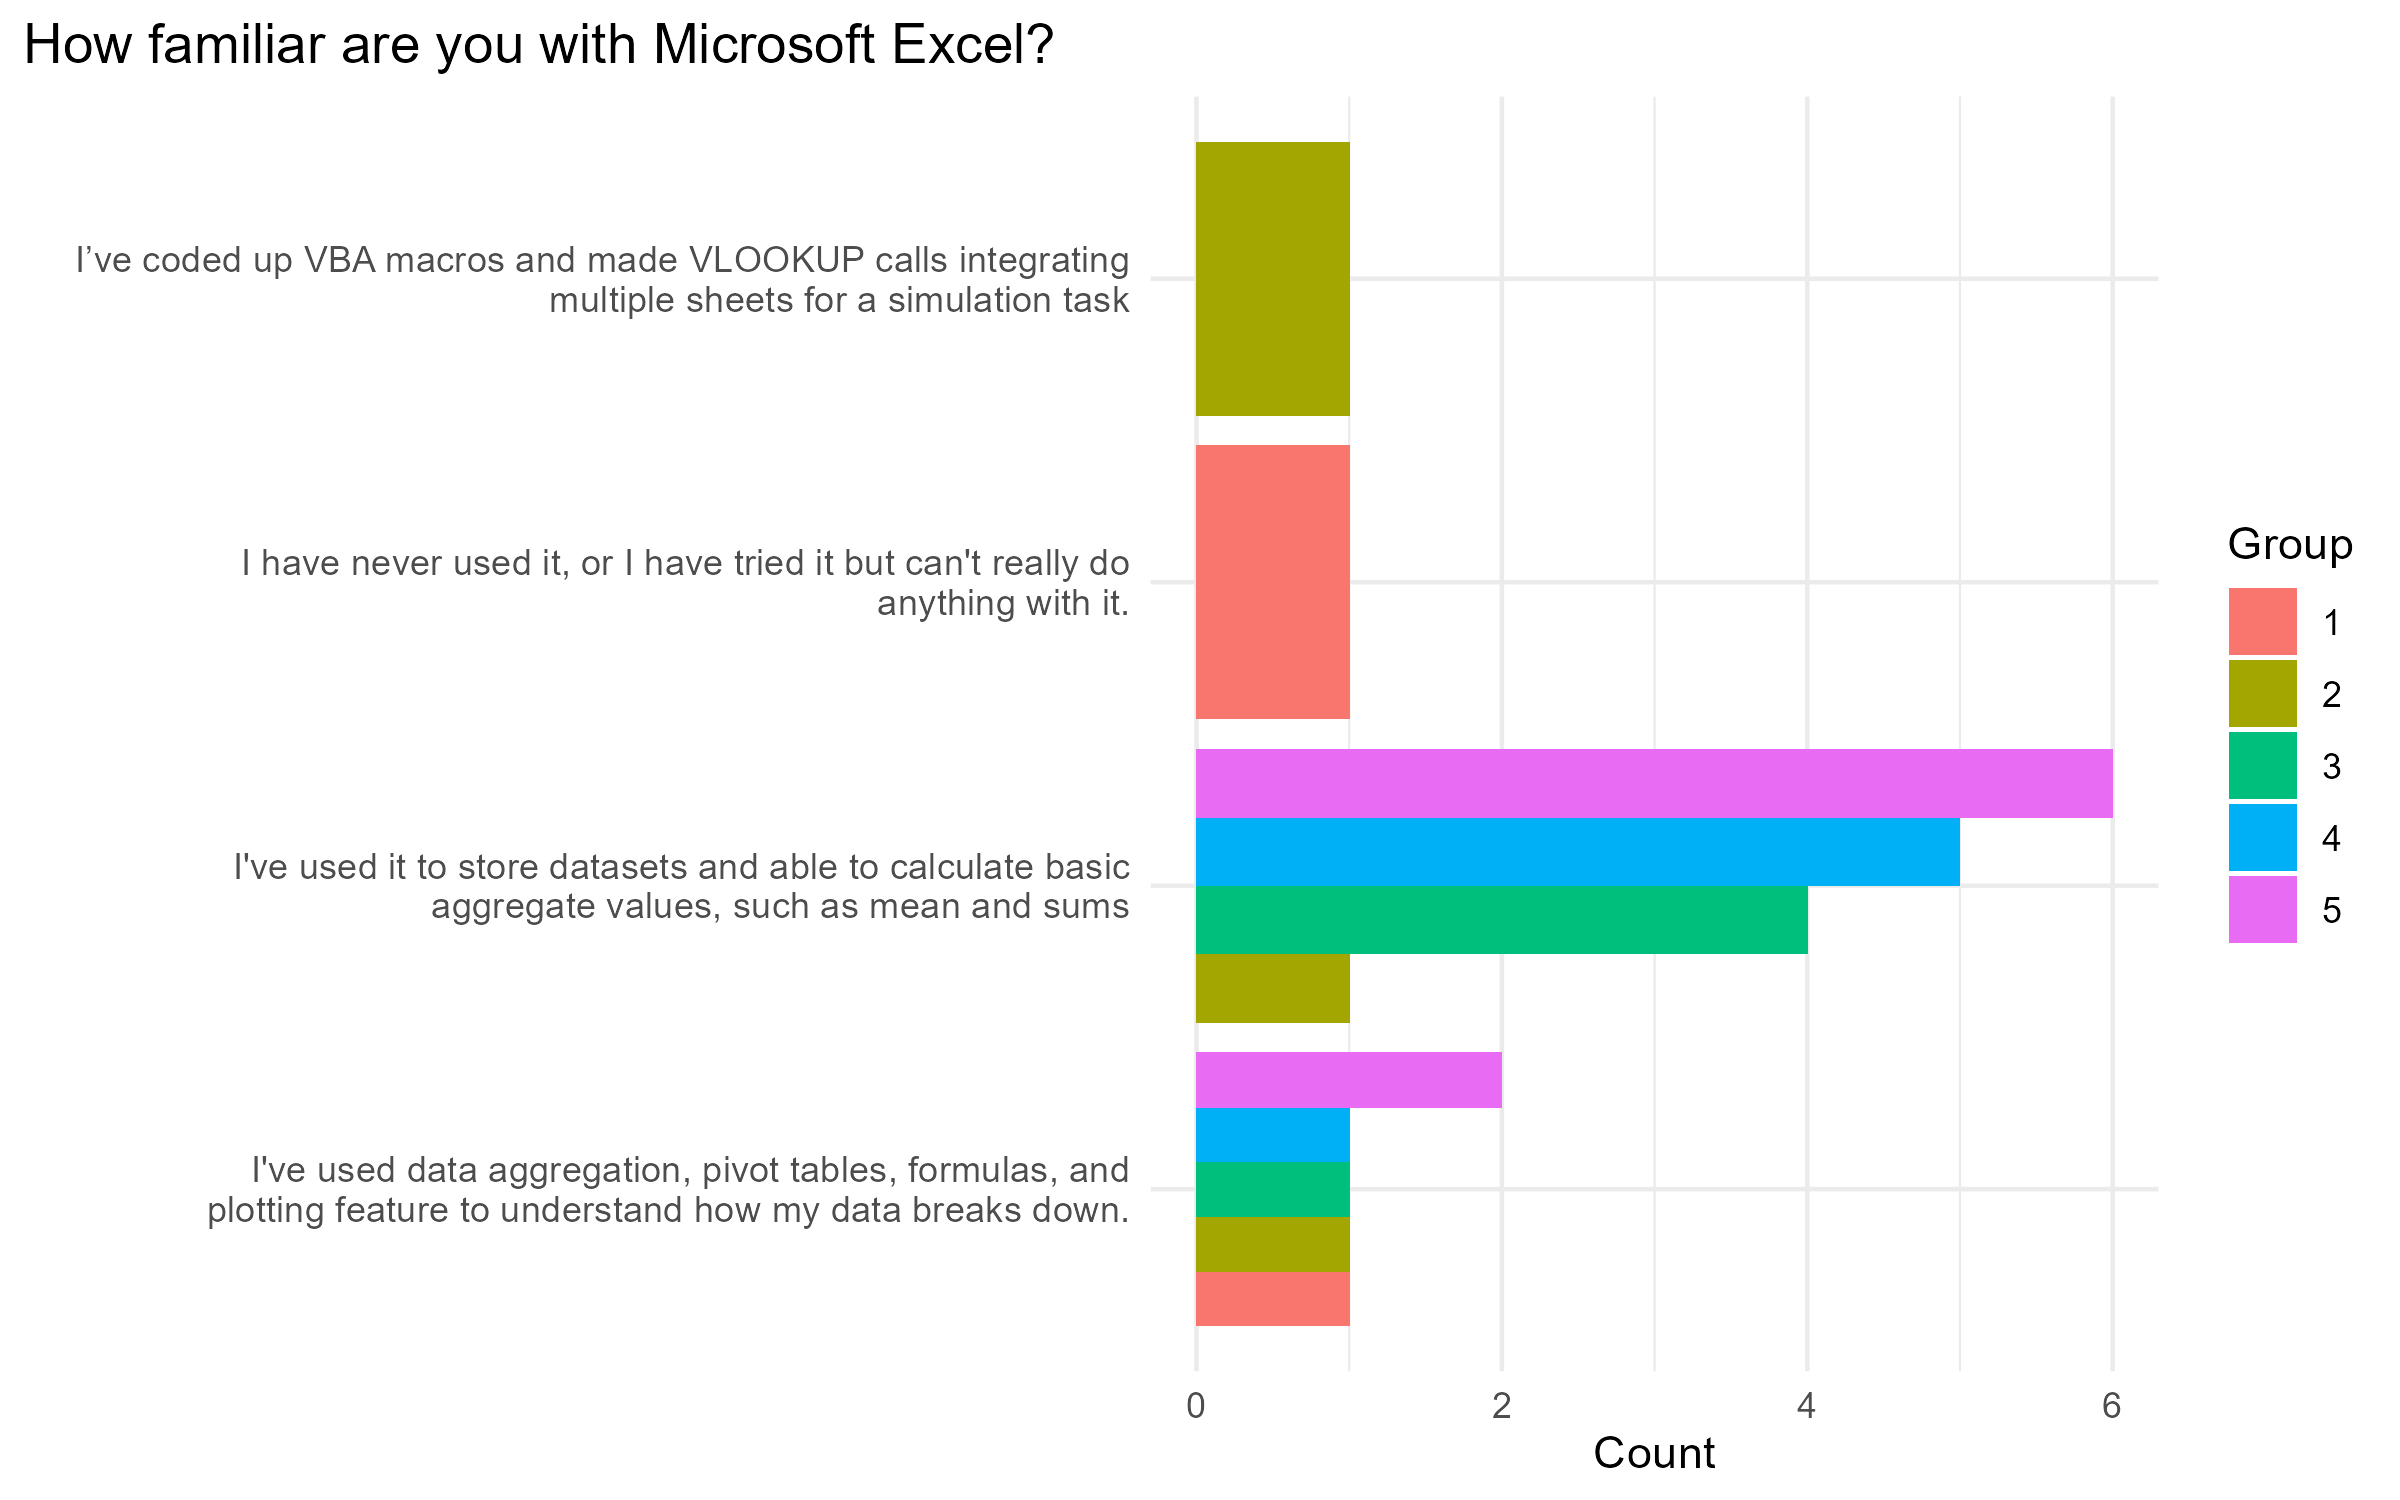 How familiar are you with Microsoft Excel?
I’ve coded up VBA macros and made VLOOKUP calls integrating
multiple sheets for a simulation task
I have never used it, or I have tried it but can't really do
anything with it.
I've used it to store datasets and able to calculate basic
aggregate values, such as mean and sums
I've used data aggregation, pivot tables, formulas, and
plotting feature to understand how my data breaks down.
0 2 4 6
Count
Group
1
2
3
4
5